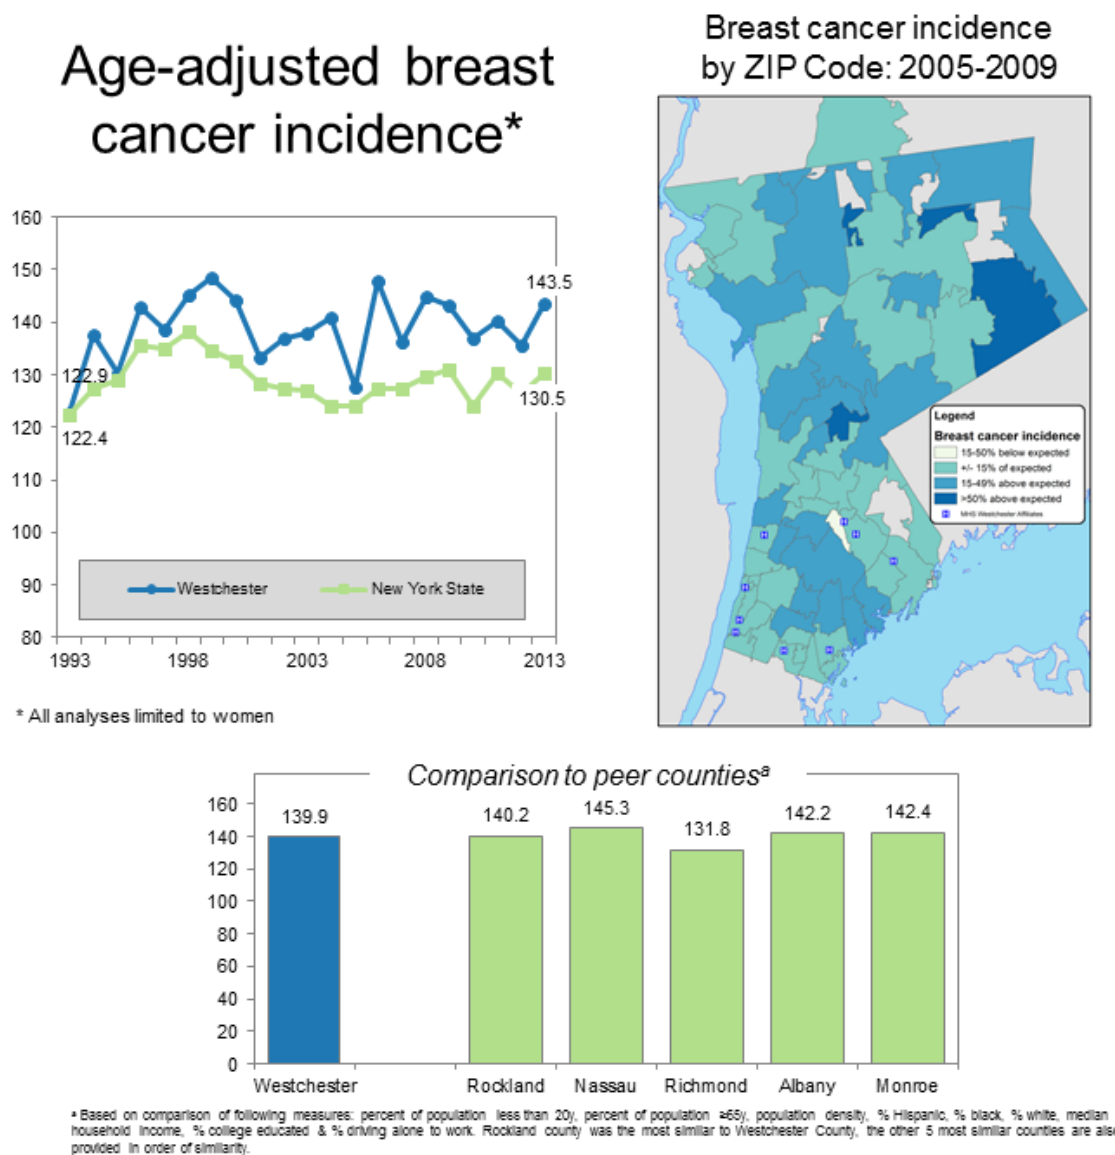 Age-adjusted breast
cancer incidence*
Breast cancer incidence
by ZIP Code: 2005-2009
160
150
140
130
120
110
100
90
80
143.5
122.9
122.4
130.5
Westchester
New York State
1993
1998
2003
2008
2013
* All analyses limited to women
Legend
Breast cancer incidence
15-50% below expected
+/- 15% of expected
15-49% above expected
>50% above expected
H MHS Westchester Affiliates
H
H
H
H
H
H
H
H
H
Comparison to peer countiesª
160
140
120
100
80
60
40
20
0
139.9
140.2
145.3
131.8
142.2
142.4
Westchester
Rockland
Nassau
Richmond
Albany
Monroe
ª Based on comparison of following measures: percent of population less than 20y, percent of population ≥65y, population density, % Hispanic, % black, % white, median
household income, % college educated & % driving alone to work. Rockland county was the most similar to Westchester County, the other 5 most similar counties are also
provided in order of similarity.